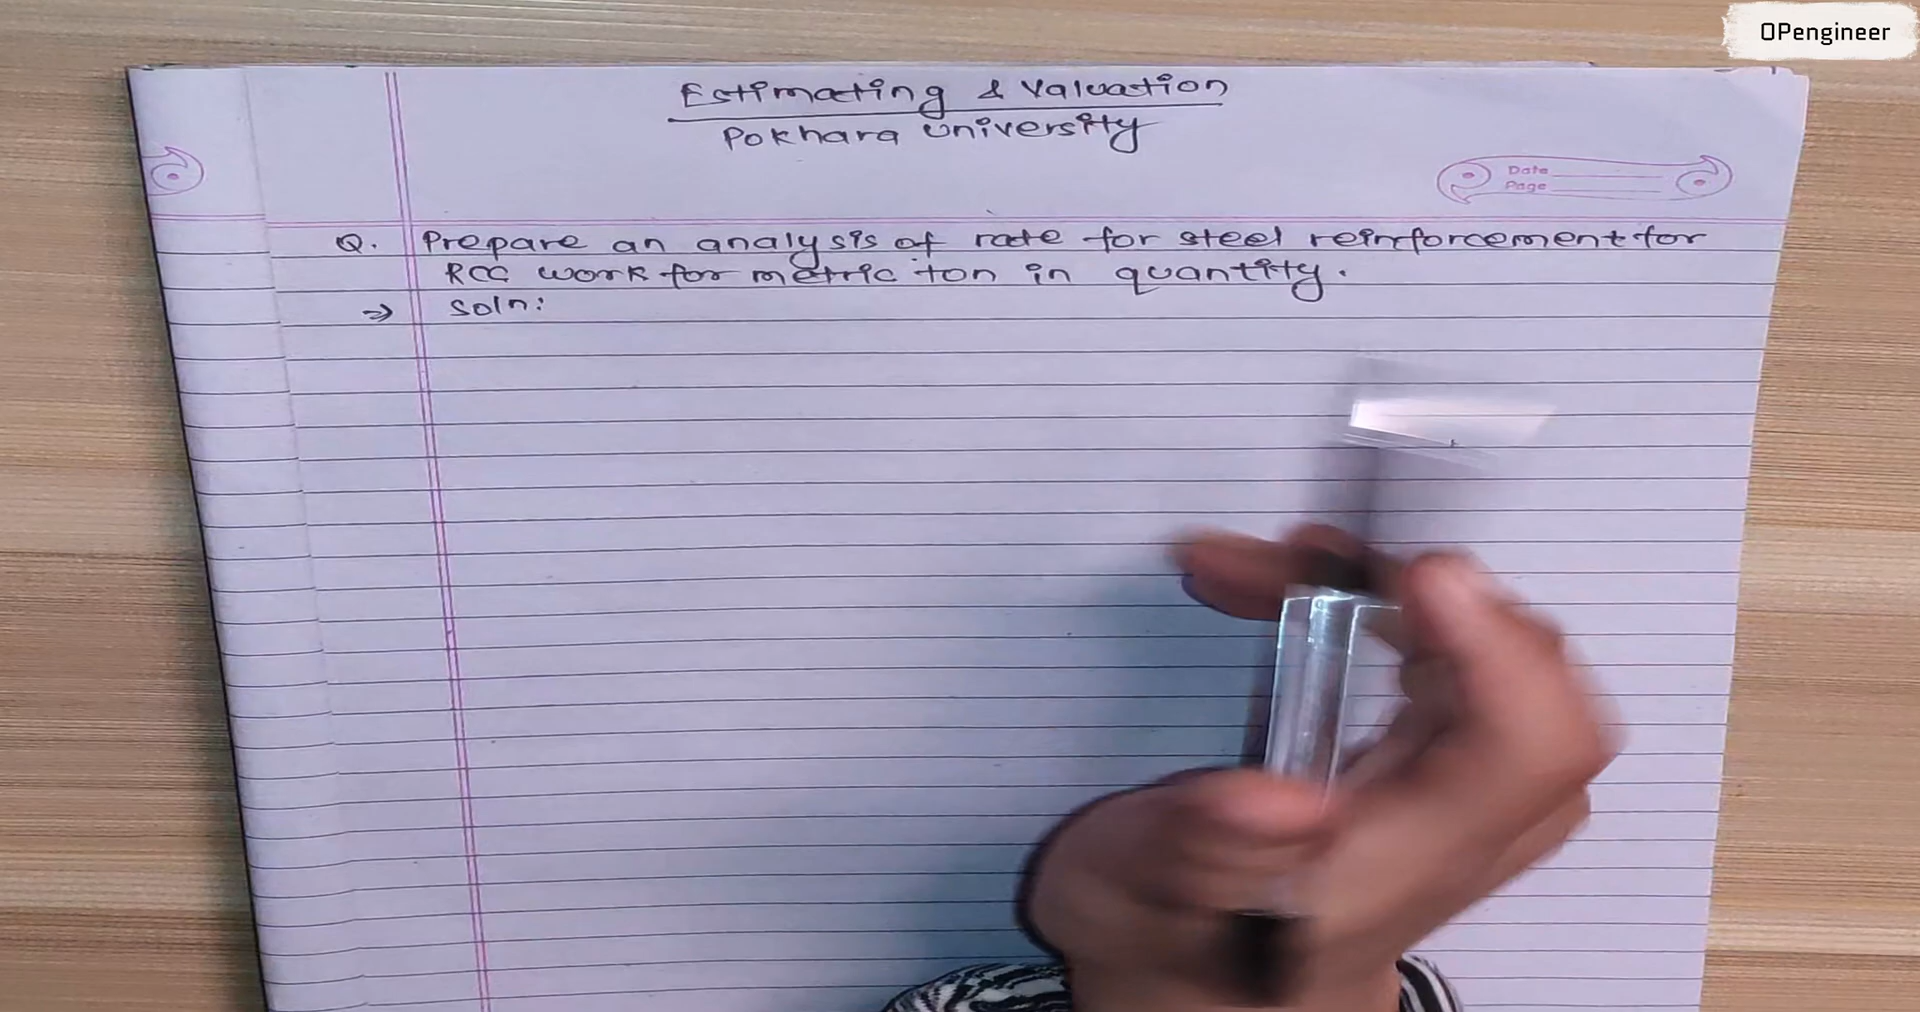 OPengineer
Estimating & Valuation
Pokhara University
Date
Page
Q. Prepare an analysis of rate for steel reinforcement for
RCC work for metric ton in quantity.
⇒ Soln: